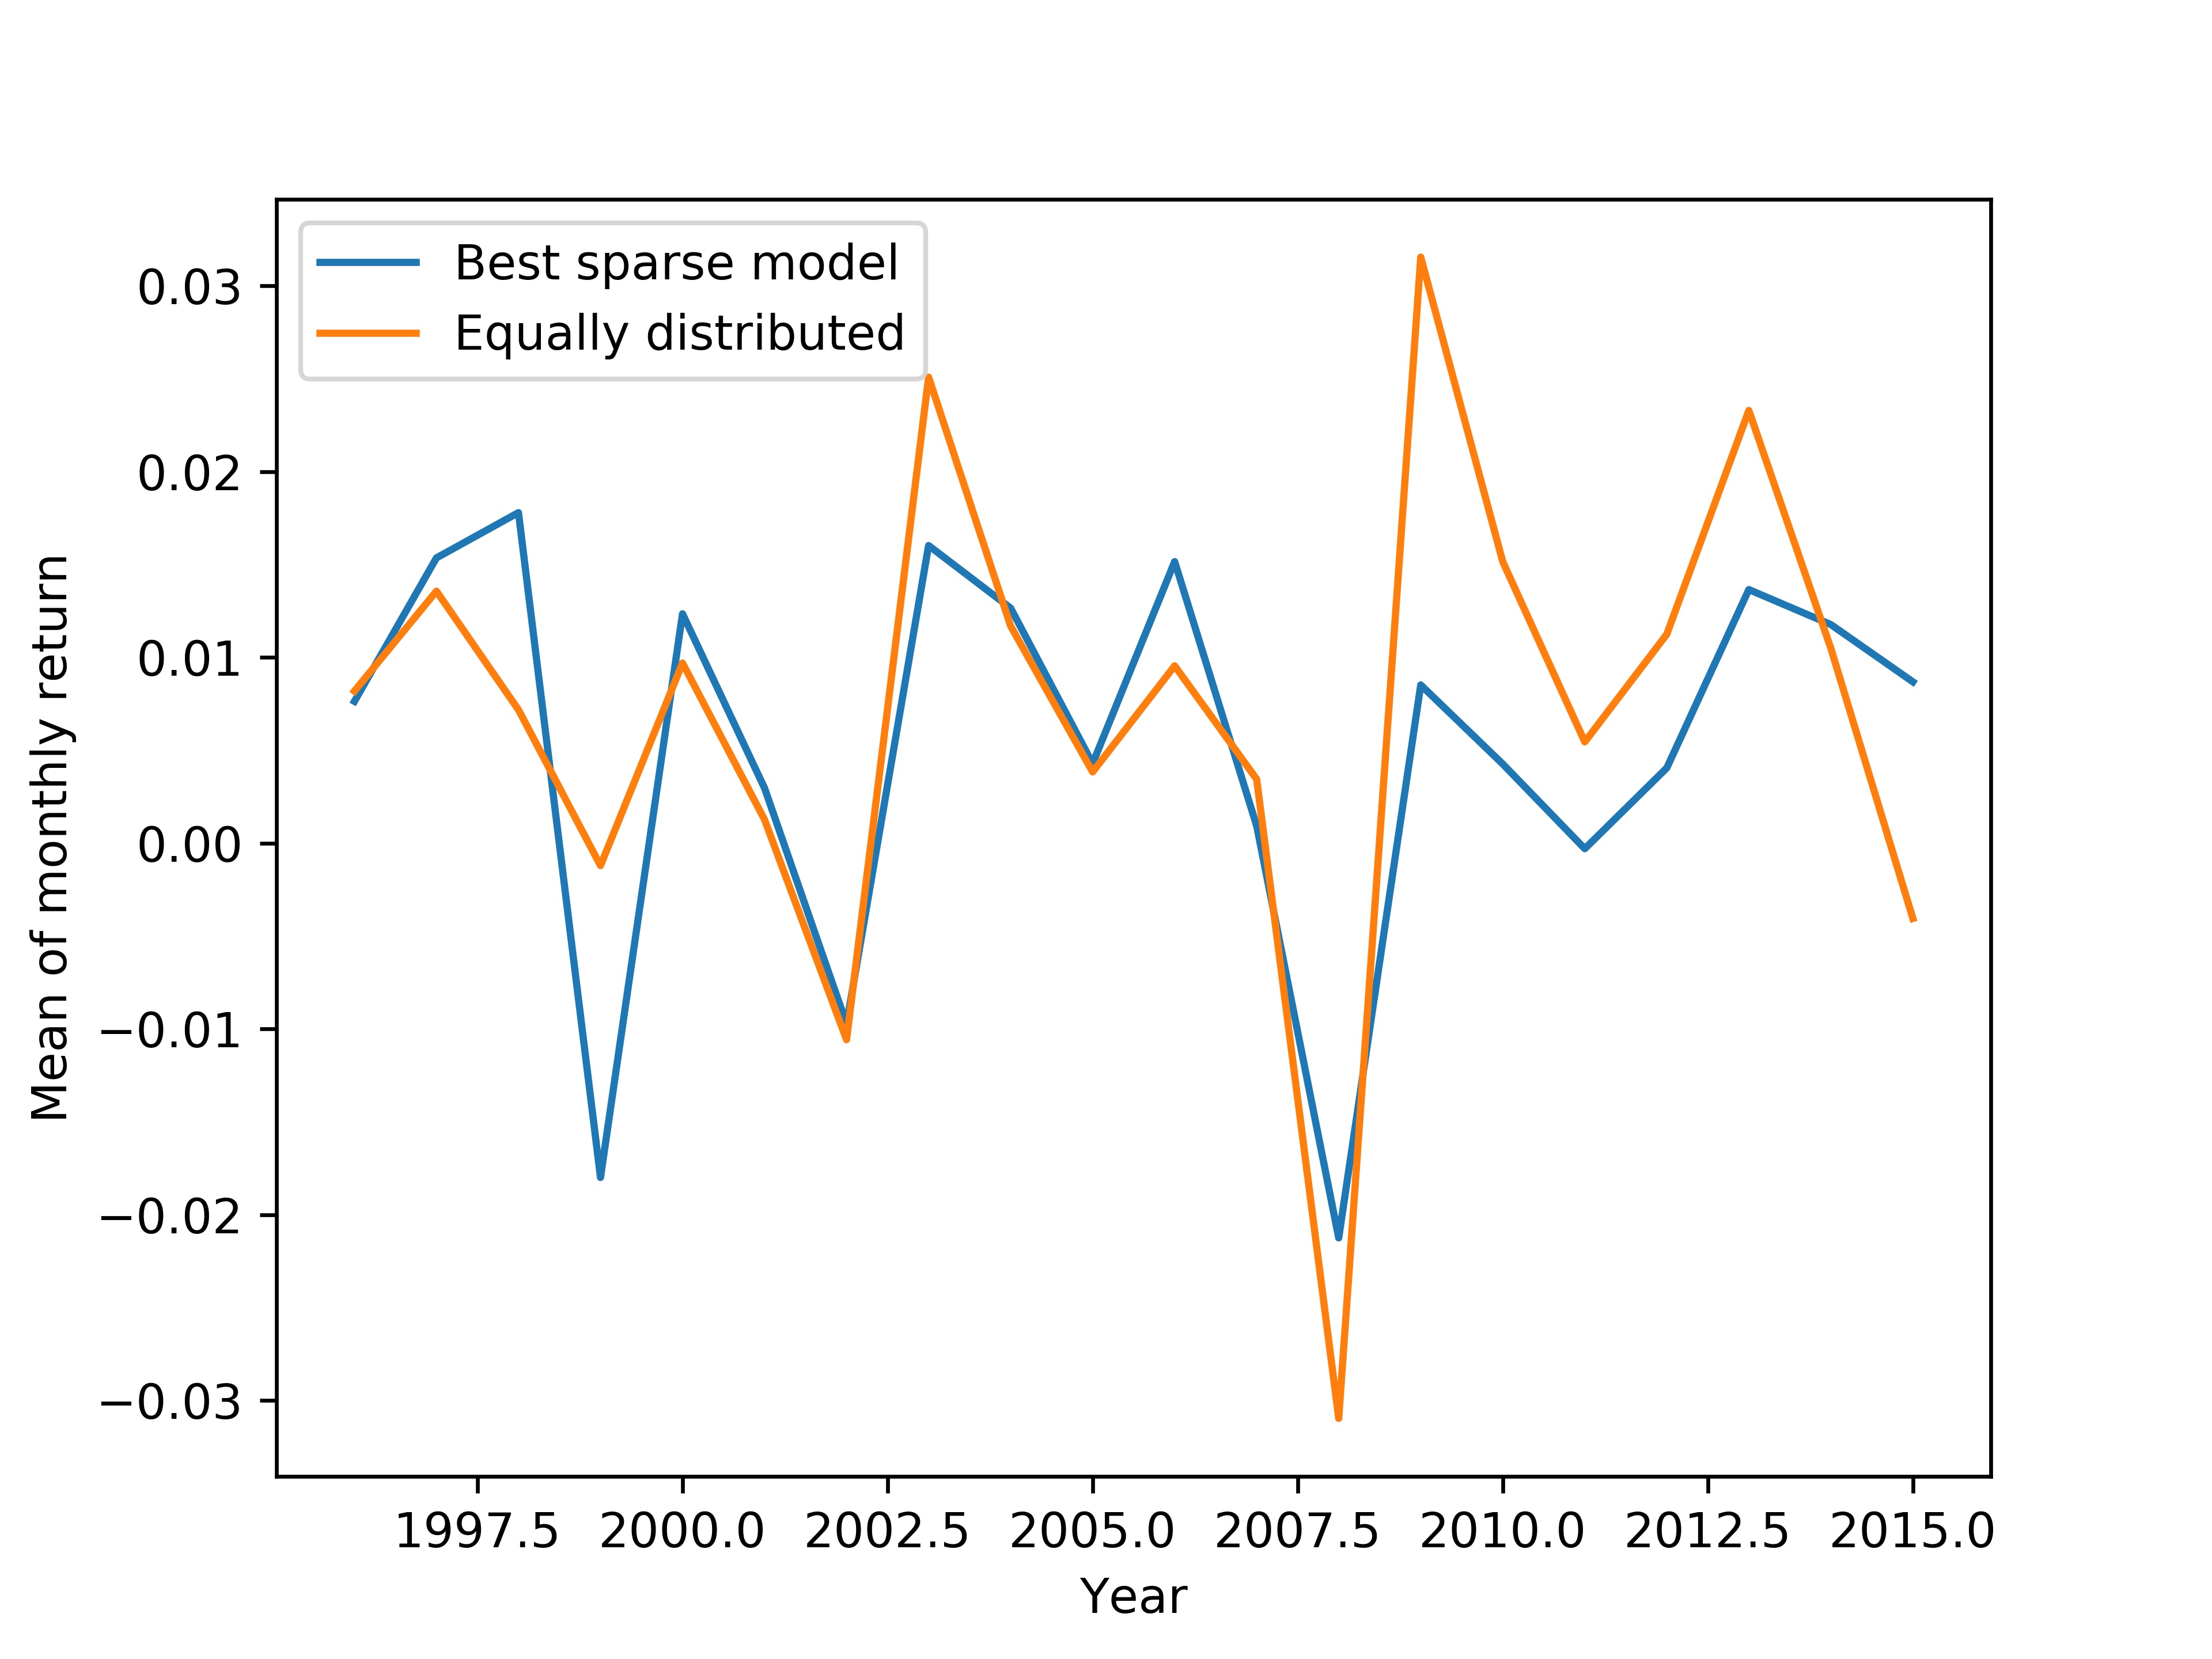 Best sparse model
Equally distributed
0.03
0.02
0.01
0.00
−0.01
−0.02
−0.03
Mean of monthly return
1997.5 2000.0 2002.5 2005.0 2007.5 2010.0 2012.5 2015.0
Year